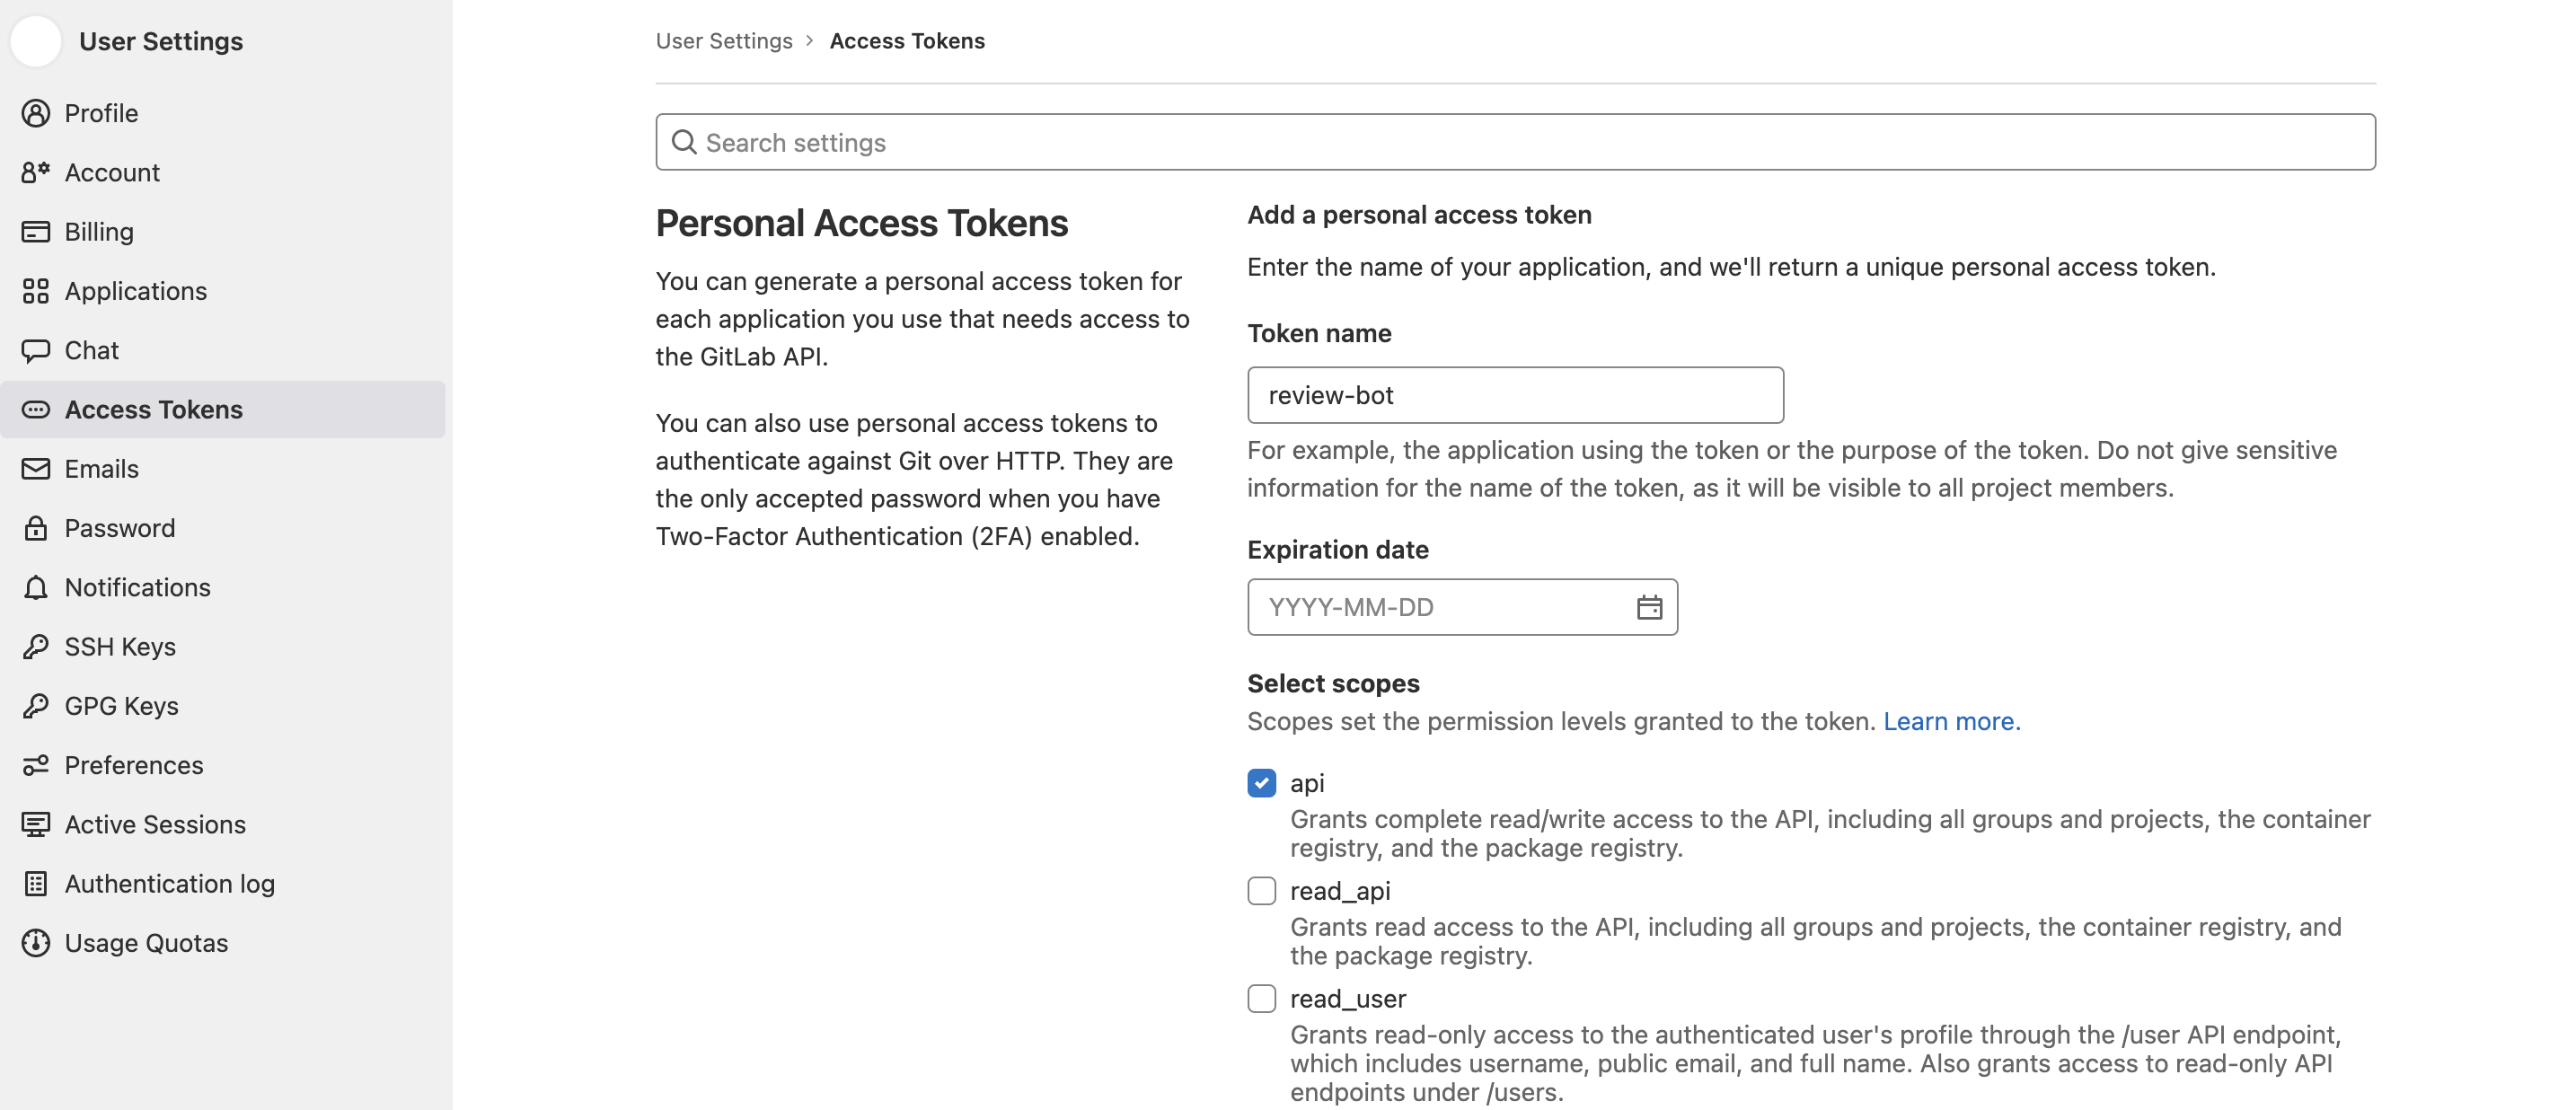 User Settings
Profile
Account
Billing
Applications
Chat
Access Tokens
Emails
Password
Notifications
SSH Keys
GPG Keys
Preferences
Active Sessions
Authentication log
Usage Quotas
User Settings > Access Tokens
Search settings
Personal Access Tokens
You can generate a personal access token for
each application you use that needs access to
the GitLab API.
You can also use personal access tokens to
authenticate against Git over HTTP. They are
the only accepted password when you have
Two-Factor Authentication (2FA) enabled.
Add a personal access token
Enter the name of your application, and we'll return a unique personal access token.
Token name
review-bot
For example, the application using the token or the purpose of the token. Do not give sensitive
information for the name of the token, as it will be visible to all project members.
Expiration date
YYYY-MM-DD
Select scopes
Scopes set the permission levels granted to the token. Learn more.
api
Grants complete read/write access to the API, including all groups and projects, the container
registry, and the package registry.
read_api
Grants read access to the API, including all groups and projects, the container registry, and
the package registry.
read_user
Grants read-only access to the authenticated user's profile through the /user API endpoint,
which includes username, public email, and full name. Also grants access to read-only API
endpoints under /users.